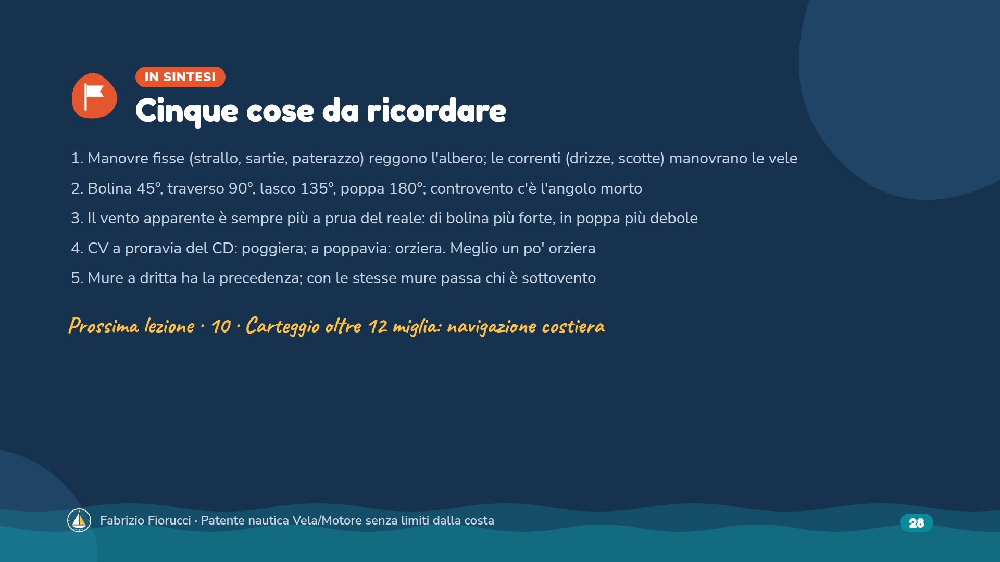 IN SINTESI
Cinque cose da ricordare
1. Manovre fisse (strallo, sartie, paterazzo) reggono l'albero; le correnti (drizze, scotte) manovrano le vele
2. Bolina 45°, traverso 90°, lasco 135°, poppa 180°; controvento c'è l'angolo morto
3. Il vento apparente è sempre più a prua del reale: di bolina più forte, in poppa più debole
4. CV a proravia del CD: poggiera; a poppavia: orziera. Meglio un po' orziera
5. Mure a dritta ha la precedenza; con le stesse mure passa chi è sottovento
Prossima lezione · 10 · Carteggio oltre 12 miglia: navigazione costiera
Fabrizio Fiorucci · Patente nautica Vela/Motore senza limiti dalla costa
28